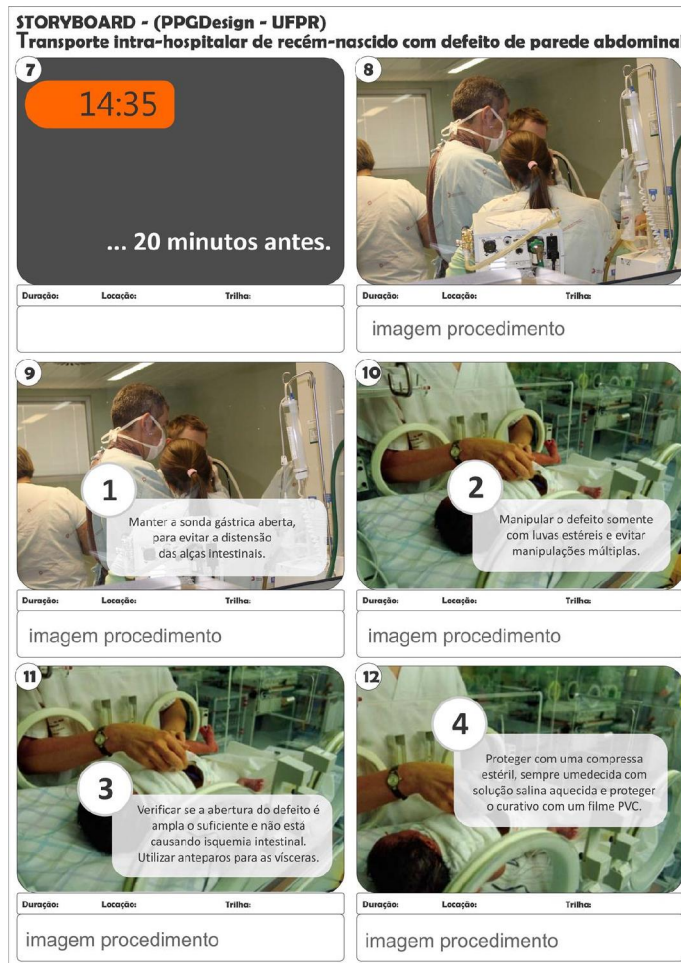 STORYBOARD - (PPGDesign - UFPR)
Transporte intra-hospitalar de recém-nascido com defeito de parede abdominal
7
14:35
... 20 minutos antes.
Duração: Locação: Trilha:
8
Duração: Locação: Trilha:
imagem procedimento
9
1
Manter a sonda gástrica aberta,
para evitar a distensão
das alças intestinais.
Duração: Locação: Trilha:
imagem procedimento
10
2
Manipular o defeito somente
com luvas estéreis e evitar
manipulações múltiplas.
Duração: Locação: Trilha:
imagem procedimento
11
3
Verificar se a abertura do defeito é
ampla o suficiente e não está
causando isquemia intestinal.
Utilizar anteparos para as vísceras.
Duração: Locação: Trilha:
imagem procedimento
12
4
Proteger com uma compressa
estéril, sempre umedecida com
solução salina aquecida e proteger
o curativo com um filme PVC.
Duração: Locação: Trilha:
imagem procedimento